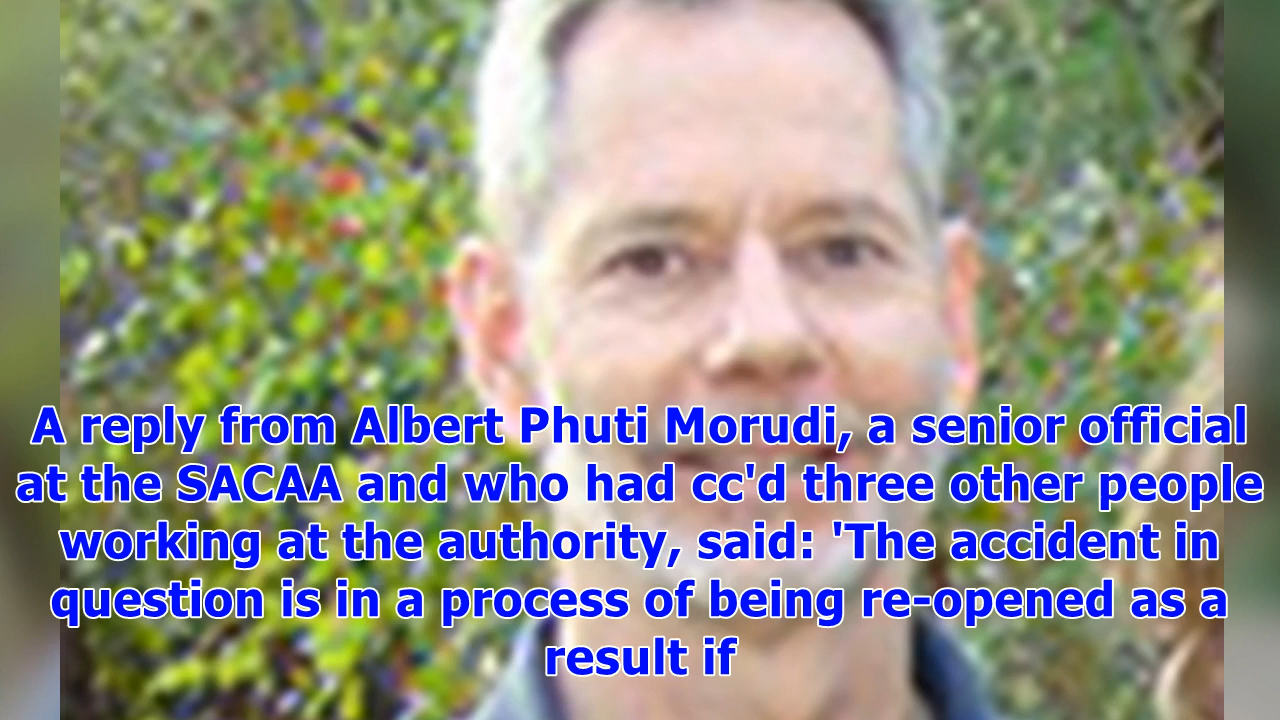 A reply from Albert Phuti Morudi, a senior official
at the SACAA and who had cc'd three other people
working at the authority, said: 'The accident in
question is in a process of being re-opened as a
result if